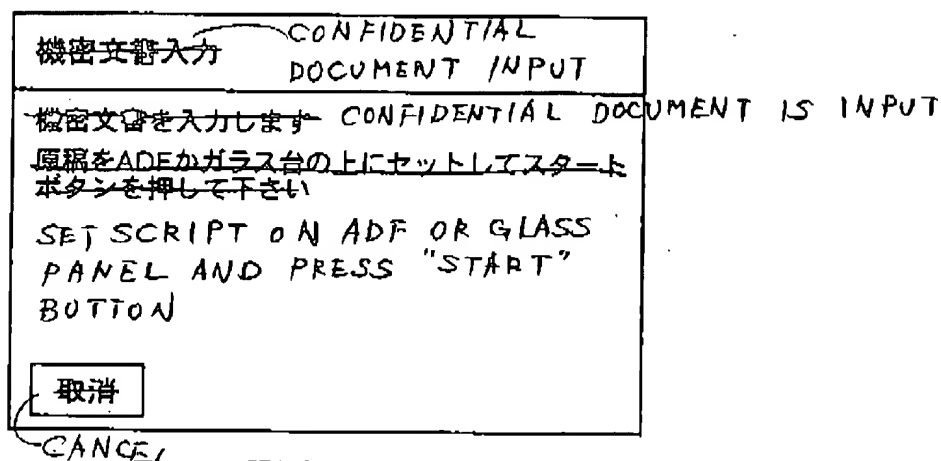 機密文書入力
CONFIDENTIAL
DOCUMENT INPUT
機密文書を入力します CONFIDENTIAL DOCUMENT IS INPUT
原稿をADFかガラス台の上にセットしてスタート
ボタンを押して下さい
SET SCRIPT ON ADF OR GLASS
PANEL AND PRESS "START"
BUTTON
取消
CANCEL